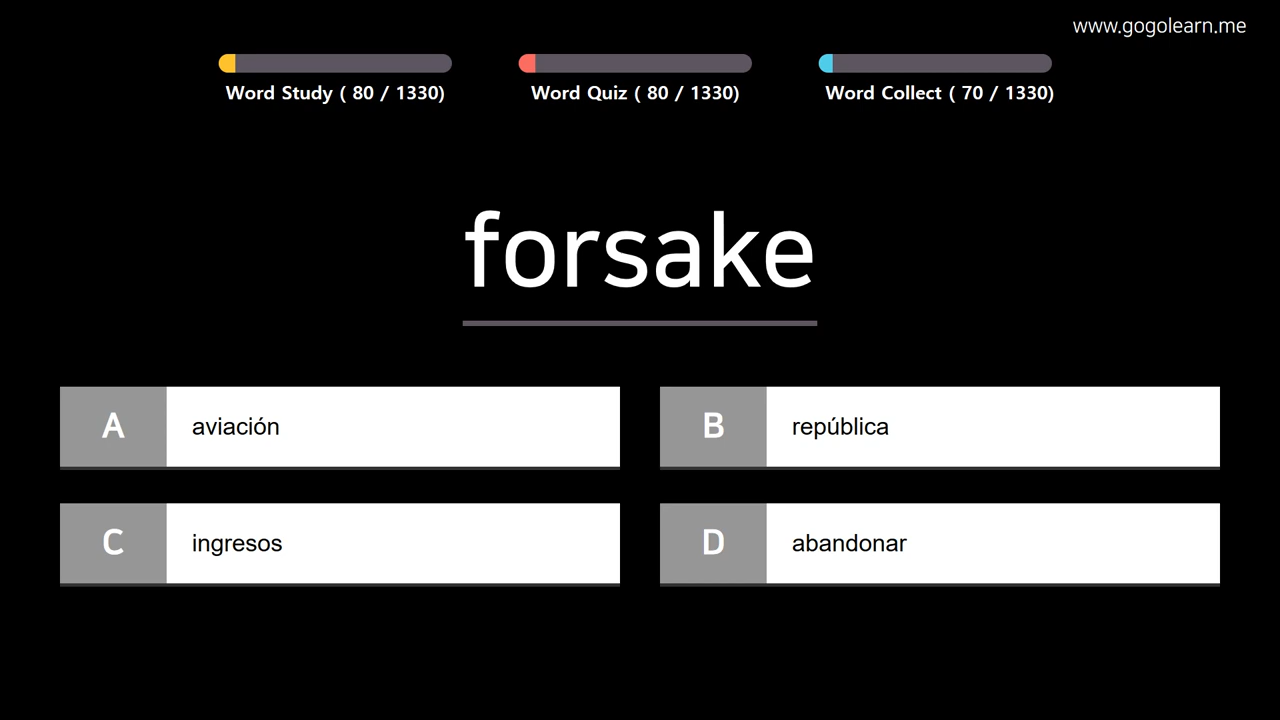 www.gogolearn.me
Word Study ( 80 / 1330)
Word Quiz ( 80 / 1330)
Word Collect ( 70 / 1330)
forsake
A aviación
B república
C ingresos
D abandonar